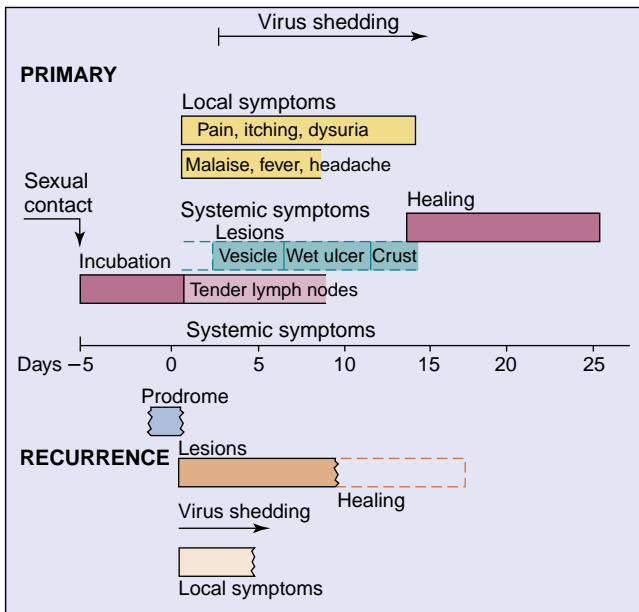 Virus shedding
PRIMARY
Local symptoms
Pain, itching, dysuria
Malaise, fever, headache
Sexual
contact
Healing
Systemic symptoms
Lesions
Vesicle Wet ulcer Crust
Incubation
Tender lymph nodes
Systemic symptoms
Days –5 0 5 10 15 20 25
Prodrome
Lesions
RECURRENCE
Healing
Virus shedding
Local symptoms